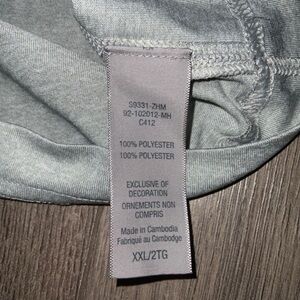 S9331-ZHM
92-102012-MH
C412
100% POLYESTER
100% POLYESTER
EXCLUSIVE OF
DECORATION
ORNEMENTS NON
COMPRIS
Made in Cambodia
Fabriqué au Cambodge
XXL/2TG